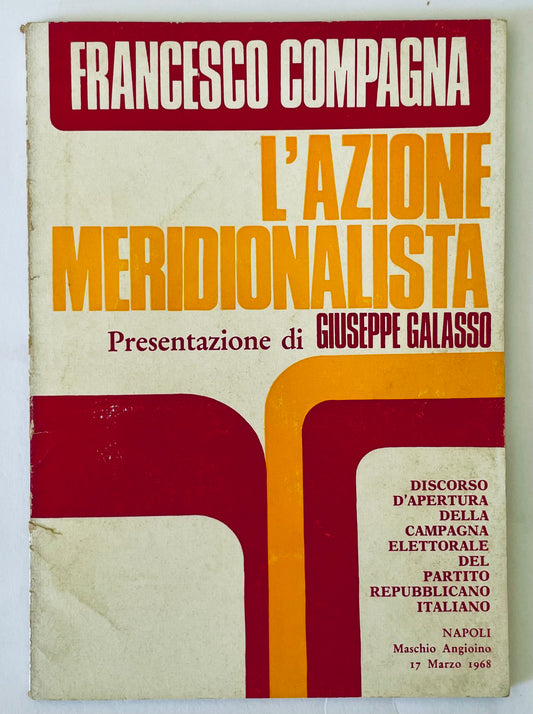 FRANCESCO COMPAGNA
L'AZIONE
MERIDIONALISTA
Presentazione di GIUSEPPE GALASSO
DISCORSO
D'APERTURA
DELLA
CAMPAGNA
ELETTORALE
DEL
PARTITO
REPUBBLICANO
ITALIANO
NAPOLI
Maschio Angioino
17 Marzo 1968